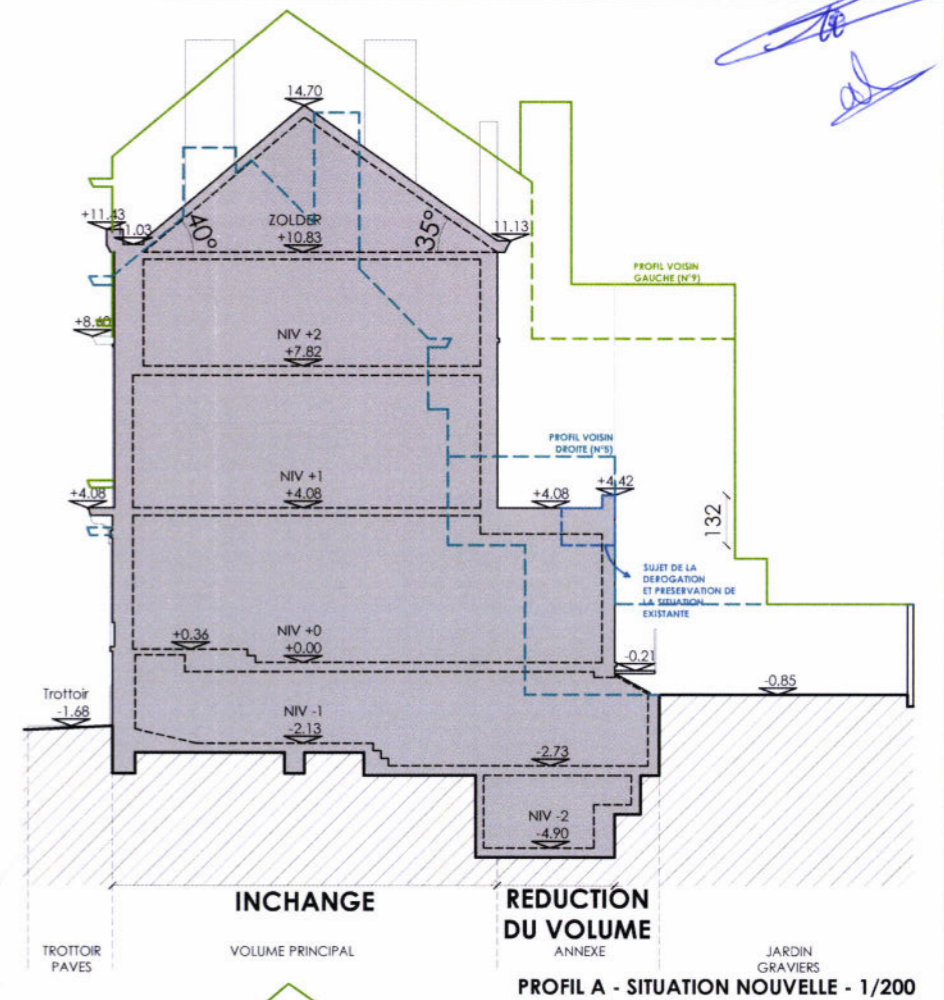 14.70
+11.43
11.03
40°
ZOLDER
+10.83
35°
11.13
PROFIL VOISIN
GAUCHE (N°9)
NIV +2
+7.82
PROFIL VOISIN
DROITE (N°5)
NIV +1
+4.08
+4.08
+4.08
+4.42
132
SUJET DE LA
DEROGATION
ET PRESERVATION DE
LA SITUATION
EXISTANTE
+0.36
NIV +0
+0.00
-0.21
-0.85
Trottoir
-1.68
NIV -1
-2.13
-2.73
NIV -2
-4.90
INCHANGE
REDUCTION
DU VOLUME
TROTTOIR
PAVES
VOLUME PRINCIPAL
ANNEXE
JARDIN
GRAVIERS
PROFIL A - SITUATION NOUVELLE - 1/200